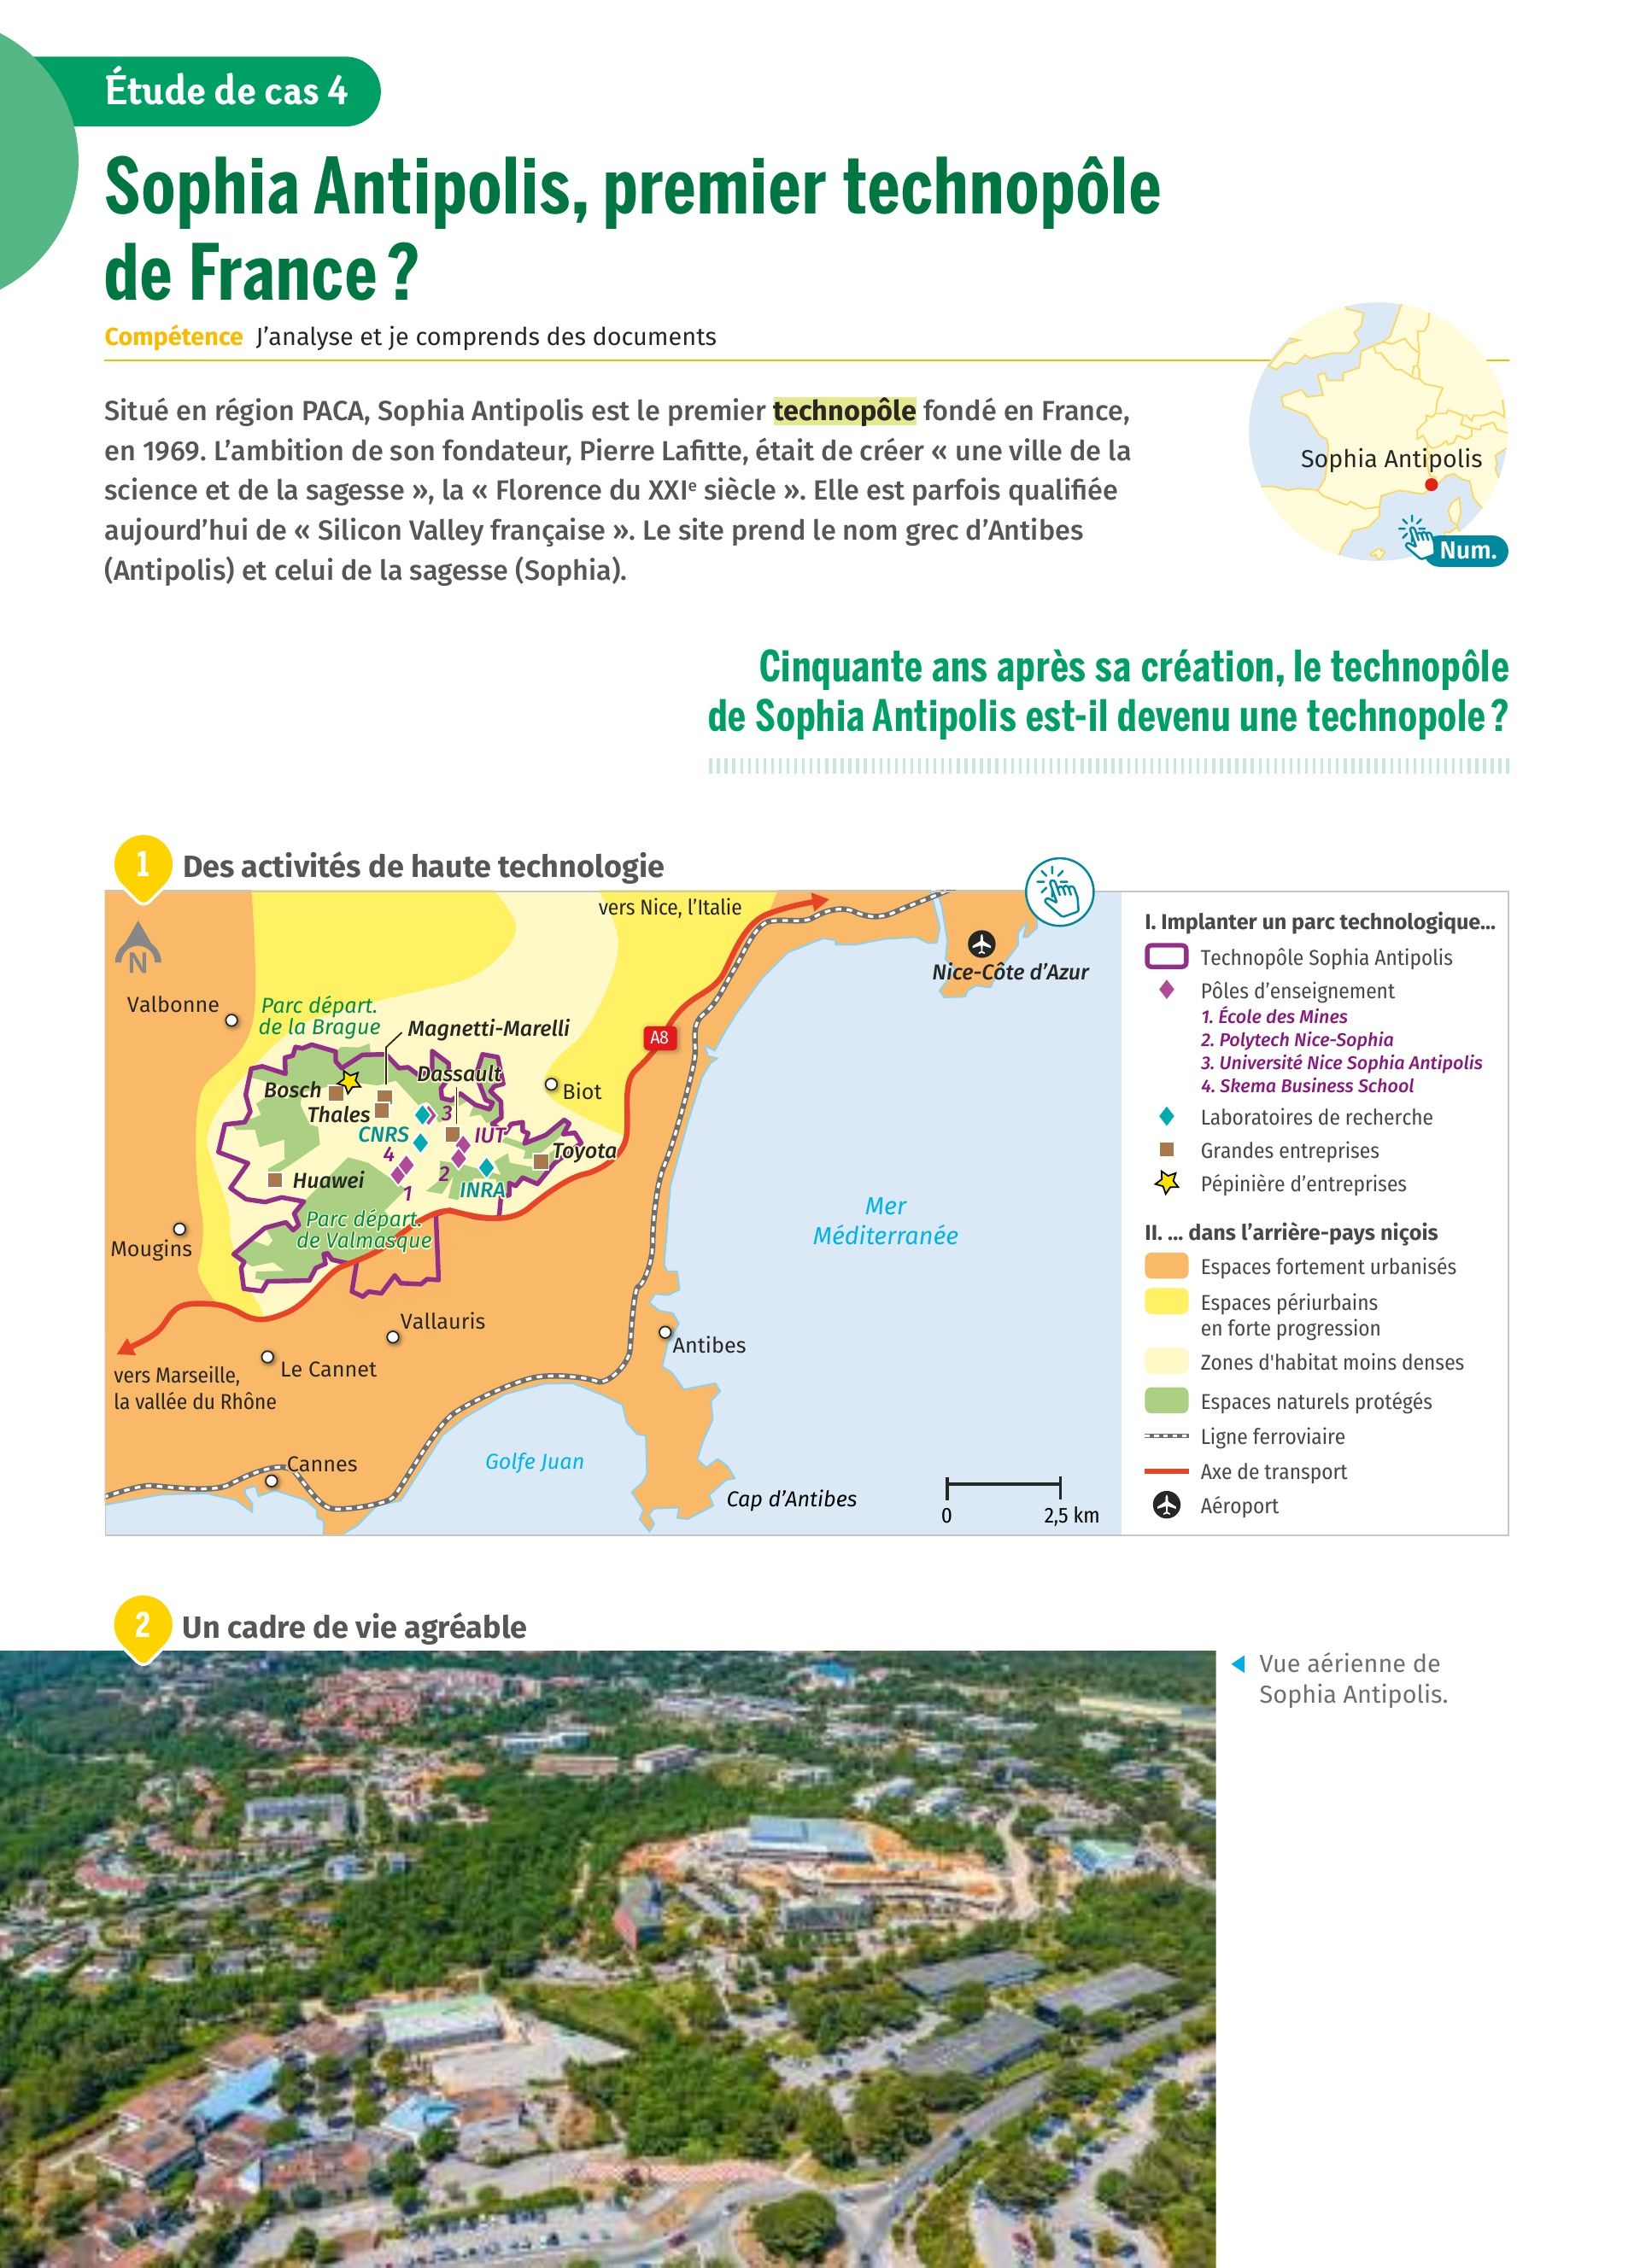 Étude de cas 4
Sophia Antipolis, premier technopôle
de France ?
Compétence J'analyse et je comprends des documents
Situé en région PACA, Sophia Antipolis est le premier technopôle fondé en France,
en 1969. L'ambition de son fondateur, Pierre Lafitte, était de créer « une ville de la
science et de la sagesse », la « Florence du XXIe siècle ». Elle est parfois qualifiée
aujourd'hui de « Silicon Valley française ». Le site prend le nom grec d'Antibes
(Antipolis) et celui de la sagesse (Sophia).
Sophia Antipolis
Num.
Cinquante ans après sa création, le technopôle
de Sophia Antipolis est-il devenu une technopole ?
1 Des activités de haute technologie
vers Nice, l'Italie
N
Nice-Côte d'Azur
Valbonne
Parc départ.
de la Brague
Magnetti-Marelli
A8
Dassault
Bosch
Biot
Thales
3
CNRS
IUT
4
Toyota
2
Huawei
INRA
1
Parc départ.
de Valmasque
Mer
Méditerranée
Mougins
Vallauris
Antibes
Le Cannet
vers Marseille,
la vallée du Rhône
Cannes
Golfe Juan
Cap d'Antibes
0 2,5 km
I. Implanter un parc technologique...
Technopôle Sophia Antipolis
Pôles d'enseignement
1. École des Mines
2. Polytech Nice-Sophia
3. Université Nice Sophia Antipolis
4. Skema Business School
Laboratoires de recherche
Grandes entreprises
Pépinière d'entreprises
II. ... dans l'arrière-pays niçois
Espaces fortement urbanisés
Espaces périurbains
en forte progression
Zones d'habitat moins denses
Espaces naturels protégés
Ligne ferroviaire
Axe de transport
Aéroport
2 Un cadre de vie agréable
Vue aérienne de
Sophia Antipolis.